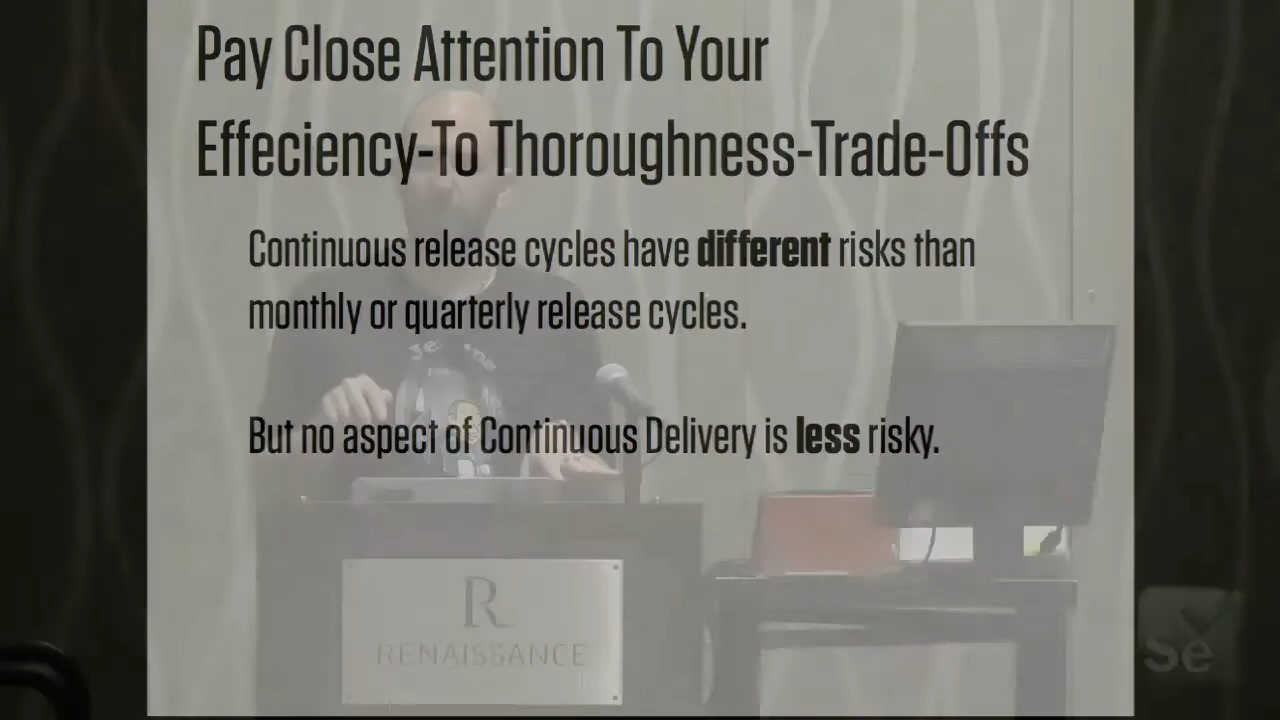 Pay Close Attention To Your
Effeciency-To Thoroughness-Trade-Offs
Continuous release cycles have different risks than
monthly or quarterly release cycles.
But no aspect of Continuous Delivery is less risky.
R
RENAISSANCE
Se